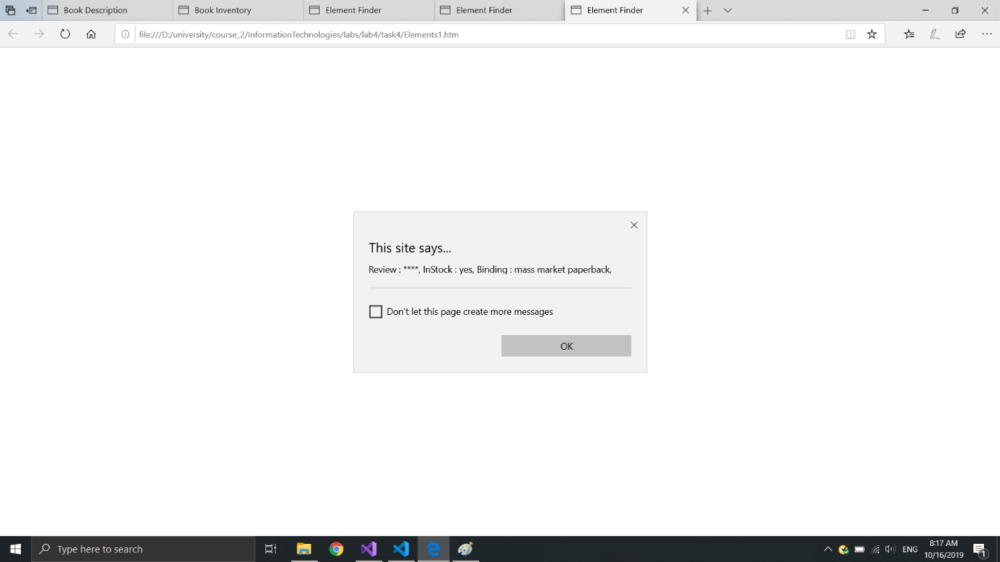 Book Description
Book Inventory
Element Finder
Element Finder
Element Finder
file:///D:/university/course_2/InformationTechnologies/labs/lab4/task4/Elements1.htm
This site says...
Review : ****, InStock : yes, Binding : mass market paperback,
Don't let this page create more messages
OK
Type here to search
ENG
8:17 AM
10/16/2019
1